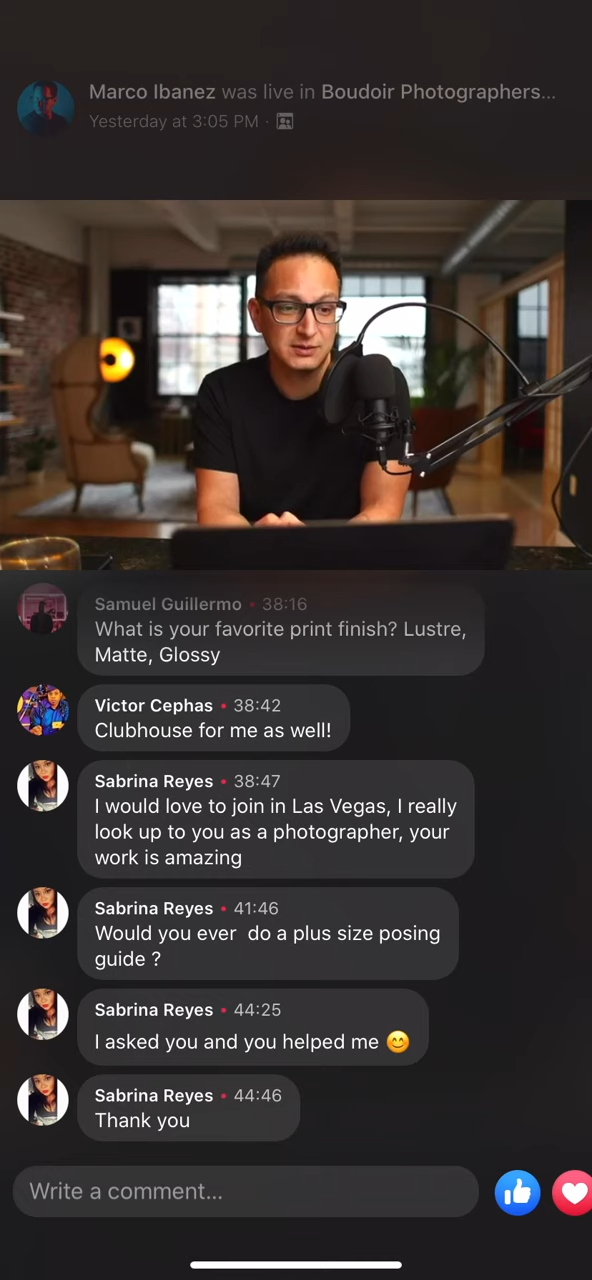 Marco Ibanez was live in Boudoir Photographers...
Yesterday at 3:05 PM ·
Samuel Guillermo • 38:16
What is your favorite print finish? Lustre,
Matte, Glossy
Victor Cephas • 38:42
Clubhouse for me as well!
Sabrina Reyes • 38:47
I would love to join in Las Vegas, I really
look up to you as a photographer, your
work is amazing
Sabrina Reyes • 41:46
Would you ever  do a plus size posing
guide ?
Sabrina Reyes • 44:25
I asked you and you helped me 😊
Sabrina Reyes • 44:46
Thank you
Write a comment...